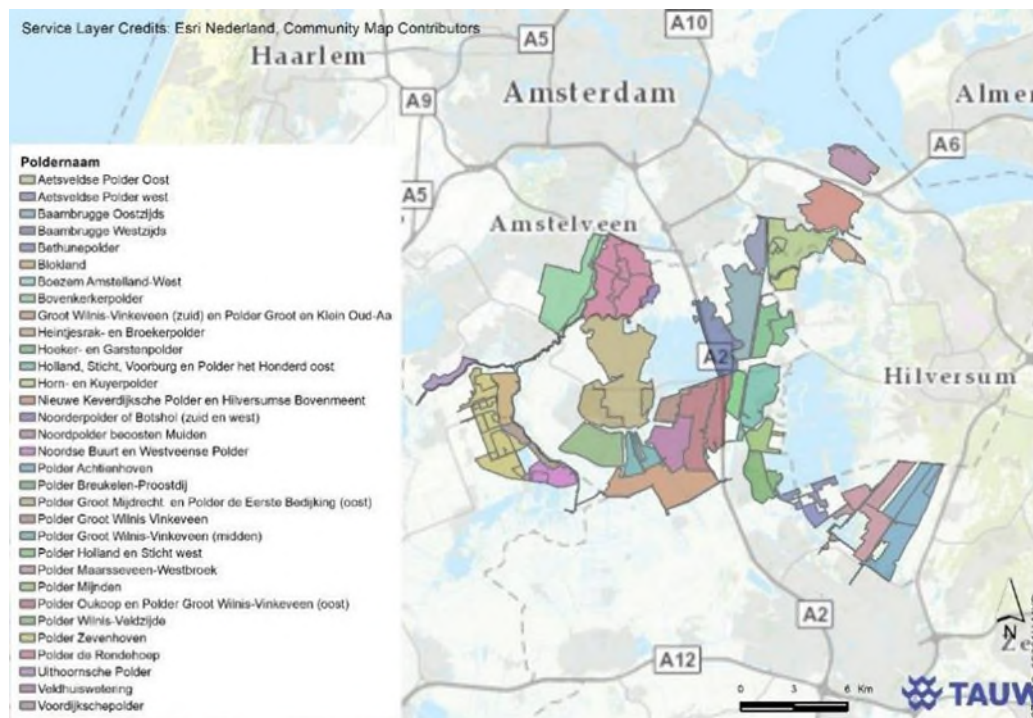 Service Layer Credits: Esri Nederland, Community Map Contributors
A10
A5
Haarlem
A9
Amsterdam
Almer
A6
A5
Amstelveen
A2
Hilversum
A2
A12
Poldernaam
Aetsveldse Polder Oost
Aetsveldse Polder west
Baambrugge Oostzijds
Baambrugge Westzijds
Bethunepolder
Blokland
Boezem Amstelland-West
Bovenkerkerpolder
Groot Wilnis-Vinkeveen (zuid) en Polder Groot en Klein Oud-Aa
Heintjesrak- en Broekerpolder
Hoeker- en Garstenpolder
Holland, Sticht, Voorburg en Polder het Honderd oost
Horn- en Kuyerpolder
Nieuwe Keverdijksche Polder en Hilversumse Bovenmeent
Noorderpolder of Botshol (zuid en west)
Noordpolder beoosten Muiden
Noordse Buurt en Westveense Polder
Polder Achttienhoven
Polder Breukelen-Proostdij
Polder Groot Mijdrecht en Polder de Eerste Bedijking (oost)
Polder Groot Wilnis Vinkeveen
Polder Groot Wilnis-Vinkeveen (midden)
Polder Holland en Sticht west
Polder Maarsseveen-Westbroek
Polder Mijnden
Polder Oukoop en Polder Groot Wilnis-Vinkeveen (oost)
Polder Wilnis-Veldzijde
Polder Zevenhoven
Polder de Rondehoep
Uithoornsche Polder
Veldhuiswetering
Voordijkschepolder
N
Ze
0 3 6 Km
TAUW